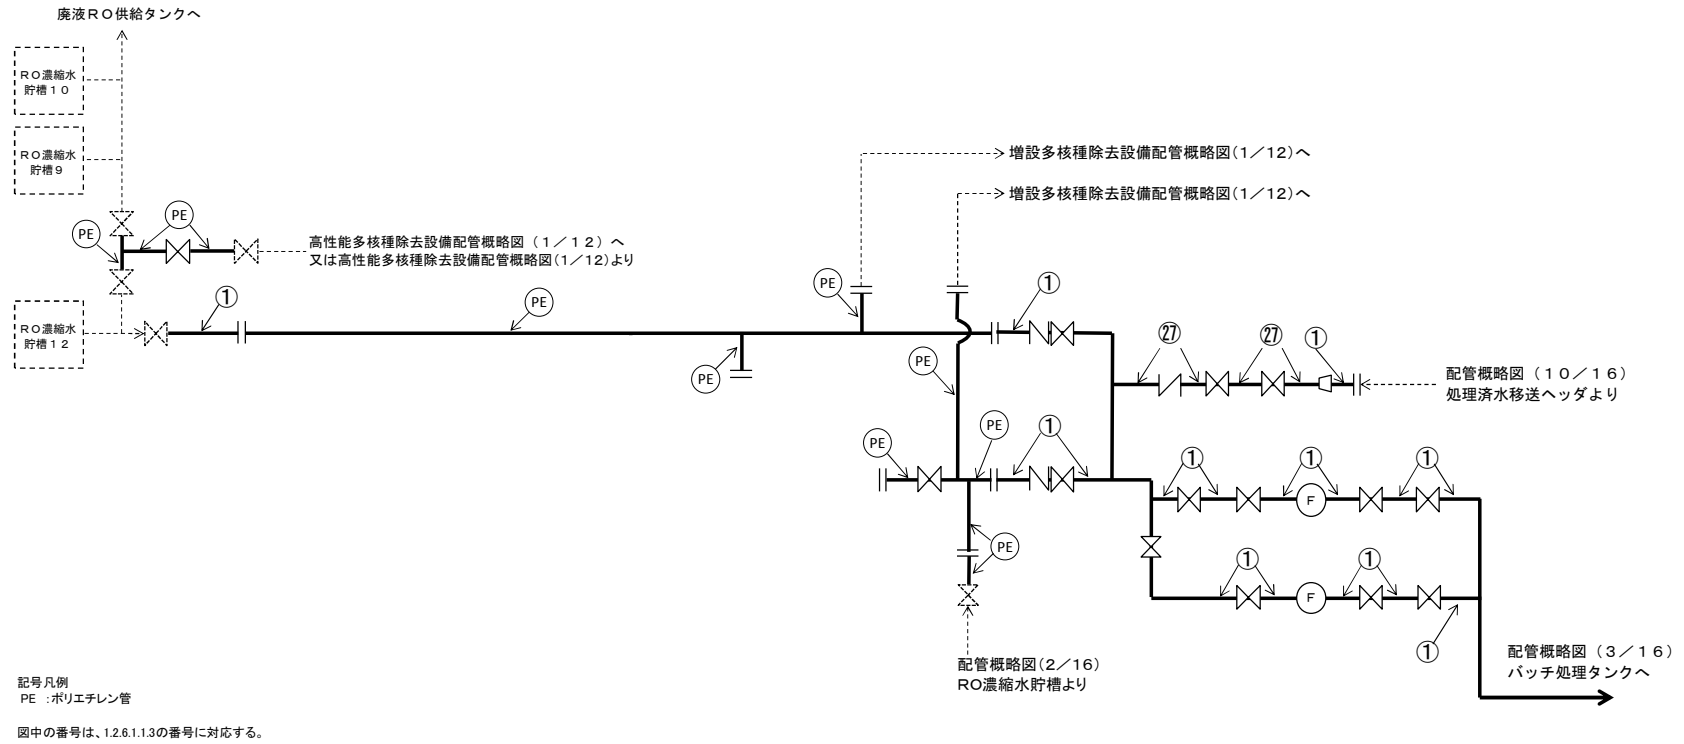 廃液ＲＯ供給タンクへ
ＲＯ濃縮水
貯槽１０
ＲＯ濃縮水
貯槽９
増設多核種除去設備配管概略図(1／12)へ
増設多核種除去設備配管概略図(1／12)へ
PE
PE
高性能多核種除去設備配管概略図（１／１２）へ
又は高性能多核種除去設備配管概略図(1／12)より
ＲＯ濃縮水
貯槽１２
①
PE
PE
①
PE
PE
㉗
㉗
①
配管概略図（１０／１６）
処理済水移送ヘッダより
PE
PE
①
①
①
①
F
PE
①
①
F
①
配管概略図(2／16)
RO濃縮水貯槽より
配管概略図（３／１６）
バッチ処理タンクへ
記号凡例
PE ：ポリエチレン管
図中の番号は、1.2.6.1.1.3の番号に対応する。